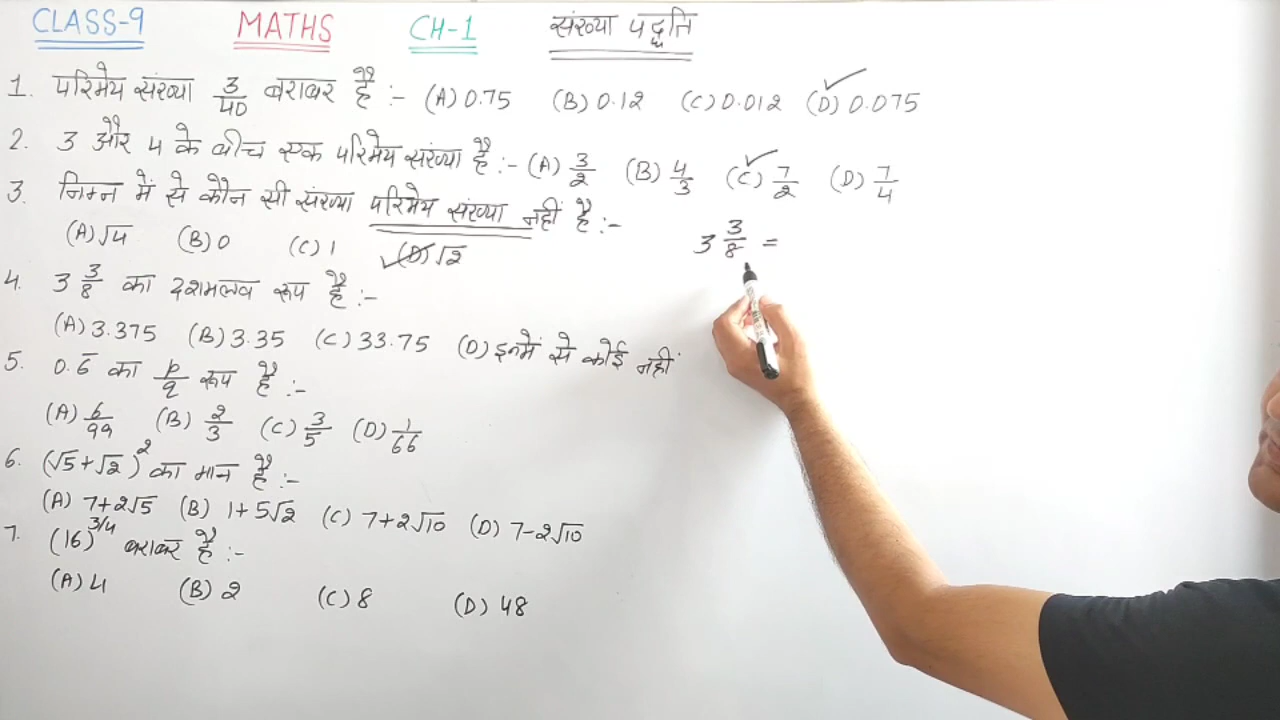 CLASS-9 MATHS CH-1 संख्या पद्धति
1. परिमेय संख्या 3/40 बराबर है :- (A) 0.75 (B) 0.12 (C) 0.012 (D) 0.075
2. 3 और 4 के बीच एक परिमेय संख्या है :- (A) 3/2 (B) 4/3 (C) 7/2 (D) 7/4
3. निम्न में से कौन सी संख्या परिमेय संख्या नहीं है :-
(A) √4 (B) 0 (C) 1 (D) √2
3 3/8 =
4. 3 3/8 का दशमलव रूप है :-
(A) 3.375 (B) 3.35 (C) 33.75 (D) इनमें से कोई नहीं
5. 0.6̄ का p/q रूप है :-
(A) 6/99 (B) 2/3 (C) 3/5 (D) 1/66
6. (√5+√2)² का मान है :-
(A) 7+2√5 (B) 1+5√2 (C) 7+2√10 (D) 7-2√10
7. (16)^3/4 बराबर है :-
(A) 4 (B) 2 (C) 8 (D) 48